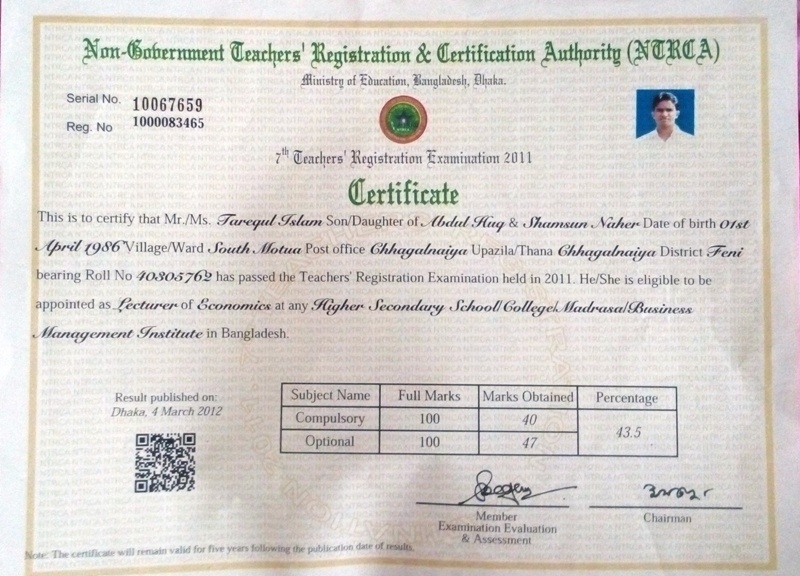 Non-Government Teachers' Registration & Certification Authority (NTRCA)
Ministry of Education, Bangladesh, Dhaka.
Serial No. 10067659
Reg. No 1000083465
7th Teachers' Registration Examination 2011
Certificate
This is to certify that Mr./Ms. Tarequl Islam Son/Daughter of Abdul Huq & Shamsun Naher Date of birth 01st
April 1986 Village/Ward South Motua Post office Chhagalnaiya Upazila/Thana Chhagalnaiya District Feni
bearing Roll No 40305762 has passed the Teachers' Registration Examination held in 2011. He/She is eligible to be
appointed as Lecturer of Economics at any Higher Secondary School/College/Madrasa/Business
Management Institute in Bangladesh.
Result published on:
Dhaka, 4 March 2012
Subject Name Full Marks Marks Obtained Percentage
Compulsory 100 40
43.5
Optional 100 47
Member
Examination Evaluation
& Assessment
Chairman
Note: The certificate will remain valid for five years following the publication date of results.